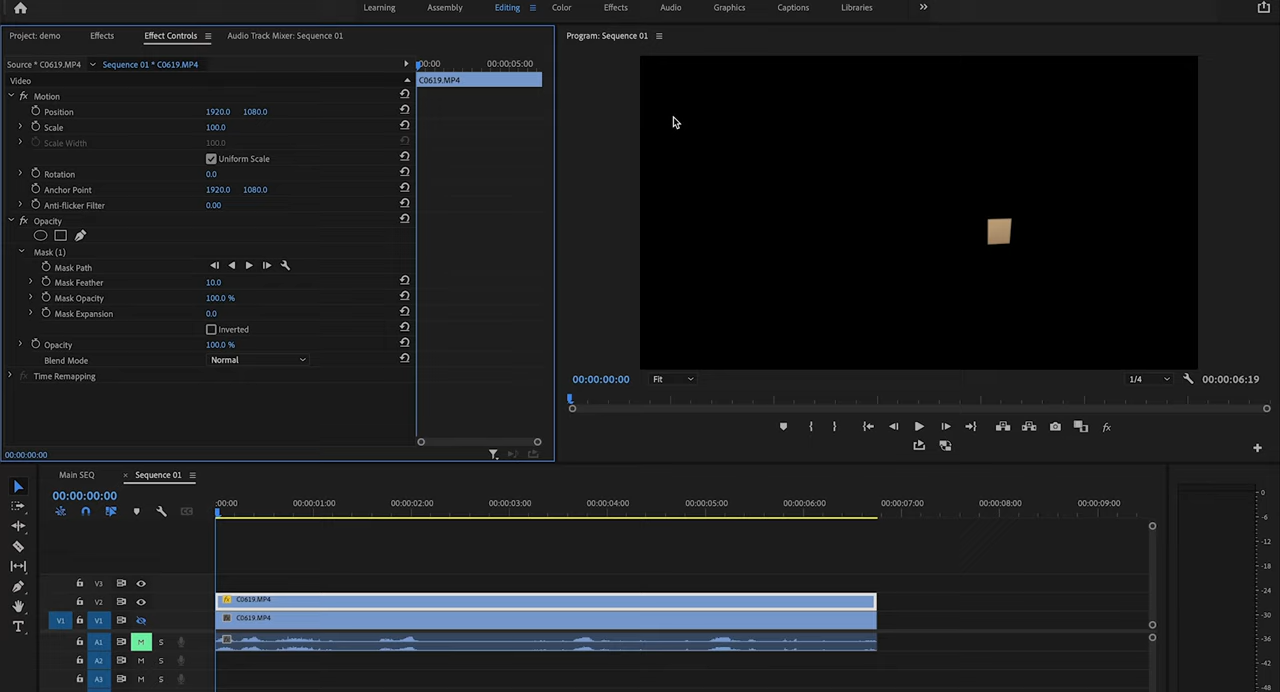 Learning Assembly Editing Color Effects Audio Graphics Captions Libraries
Project: demo Effects Effect Controls Audio Track Mixer: Sequence 01
Source * C0619.MP4 Sequence 01 * C0619.MP4
:00:00 00:00:05:00
Video
C0619.MP4
fx Motion
Position 1920.0 1080.0
Scale 100.0
Scale Width 100.0
Uniform Scale
Rotation 0.0
Anchor Point 1920.0 1080.0
Anti-flicker Filter 0.00
fx Opacity
Mask (1)
Mask Path
Mask Feather 10.0
Mask Opacity 100.0 %
Mask Expansion 0.0
Inverted
Opacity 100.0 %
Blend Mode Normal
fx Time Remapping
00:00:00:00
Program: Sequence 01
00:00:00:00 Fit 1/4 00:00:06:19
fx
Main SEQ × Sequence 01
00:00:00:00
:00:00 00:00:01:00 00:00:02:00 00:00:03:00 00:00:04:00 00:00:05:00 00:00:06:00 00:00:07:00 00:00:08:00 00:00:09:00
V3
V2 fx C0619.MP4
V1 V1 C0619.MP4
A1 M S
A2 M S
A3 M S
0
-6
-12
-18
-24
-30
-36
-42
-48